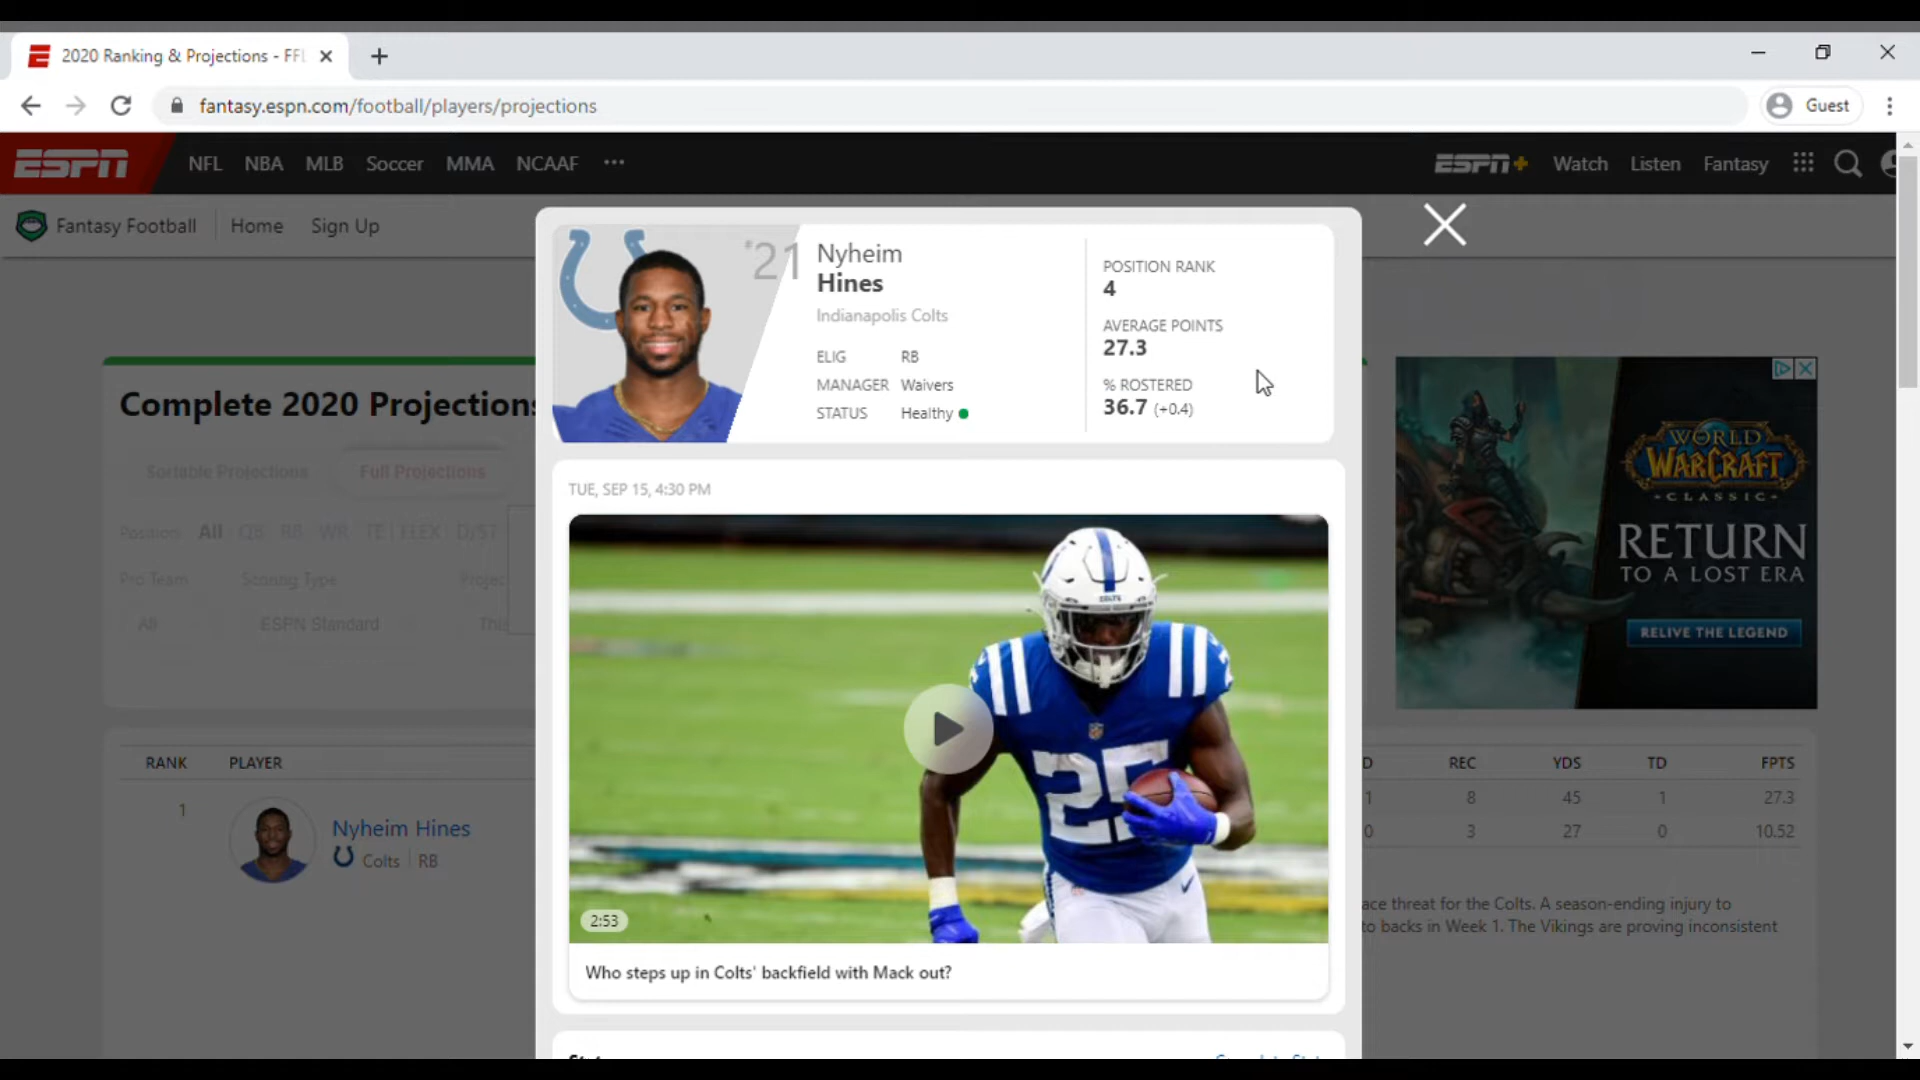 2020 Ranking & Projections - FFL
fantasy.espn.com/football/players/projections
Guest
ESPN
NFL NBA MLB Soccer MMA NCAAF
ESPN+ Watch Listen Fantasy
Fantasy Football Home Sign Up
#21
Nyheim
Hines
Indianapolis Colts
ELIG RB
MANAGER Waivers
STATUS Healthy
POSITION RANK
4
AVERAGE POINTS
27.3
% ROSTERED
36.7 (+0.4)
Complete 2020 Projections
Sortable Projections Full Projections
Position All QB RB WR TE FLEX D/ST
Pro Team Scoring Type Projec
All ESPN Standard This
TUE, SEP 15, 4:30 PM
COLTS
25
2:53
Who steps up in Colts' backfield with Mack out?
WORLD
WARCRAFT
CLASSIC
RETURN
TO A LOST ERA
RELIVE THE LEGEND
RANK PLAYER
D REC YDS TD FPTS
1
Nyheim Hines
Colts RB
1 8 45 1 27.3
0 3 27 0 10.52
ace threat for the Colts. A season-ending injury to
to backs in Week 1. The Vikings are proving inconsistent